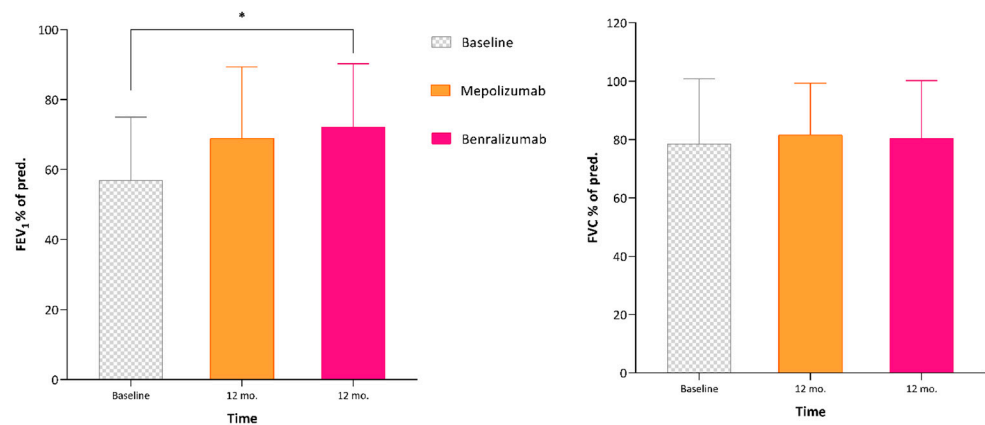 *
100
80
60
40
20
0
FEV₁ % of pred.
Baseline
12 mo.
12 mo.
Time
Baseline
Mepolizumab
Benralizumab
120
100
80
60
40
20
0
FVC % of pred.
Baseline
12 mo.
12 mo.
Time